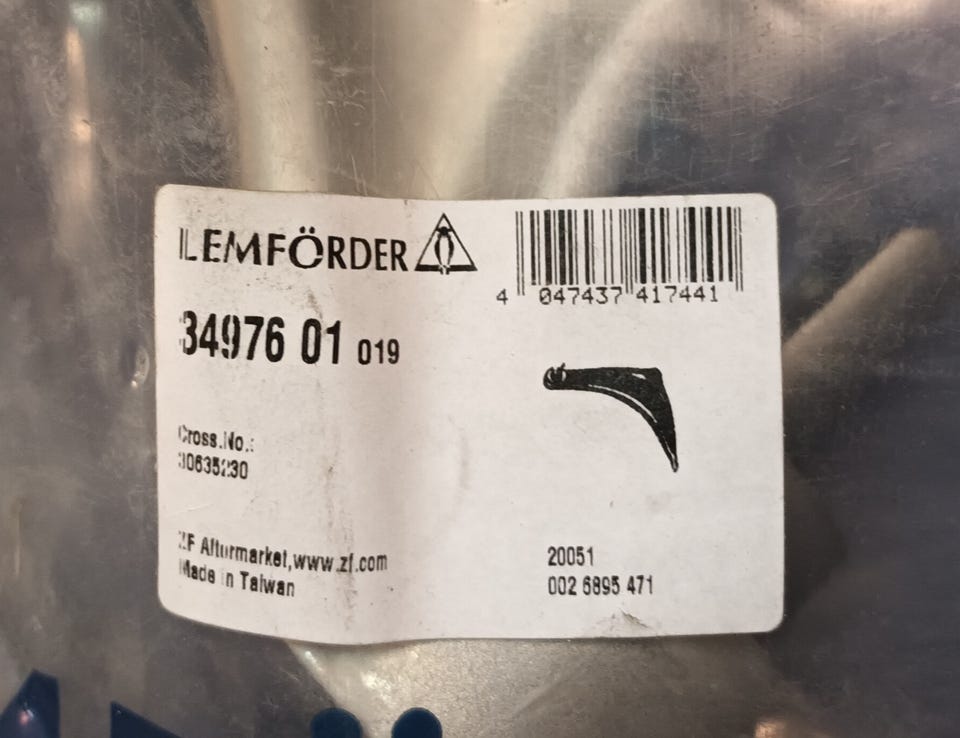 LEMFÖRDER
4 047437 417441
34976 01 019
Cross.No.:
30635230
ZF Aftermarket,www.zf.com
Made in Taiwan
20051
002 6895 471